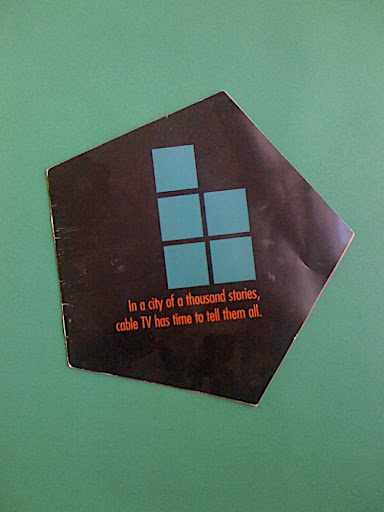 In a city of a thousand stories,
cable TV has time to tell them all.